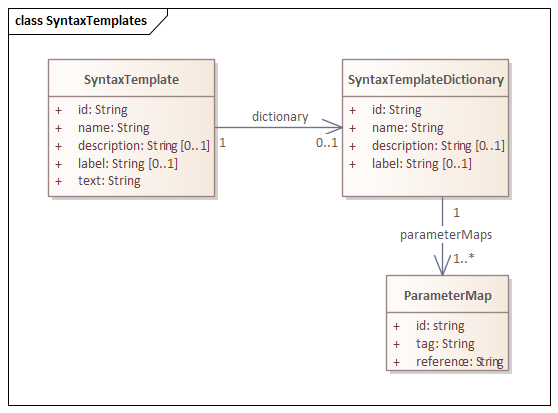 class SyntaxTemplates
SyntaxTemplate
+ id: String
+ name: String
+ description: String [0..1]
+ label: String [0..1]
+ text: String
dictionary
1
0..1
SyntaxTemplateDictionary
+ id: String
+ name: String
+ description: String [0..1]
+ label: String [0..1]
1
parameterMaps
1..*
ParameterMap
+ id: string
+ tag: String
+ reference: String